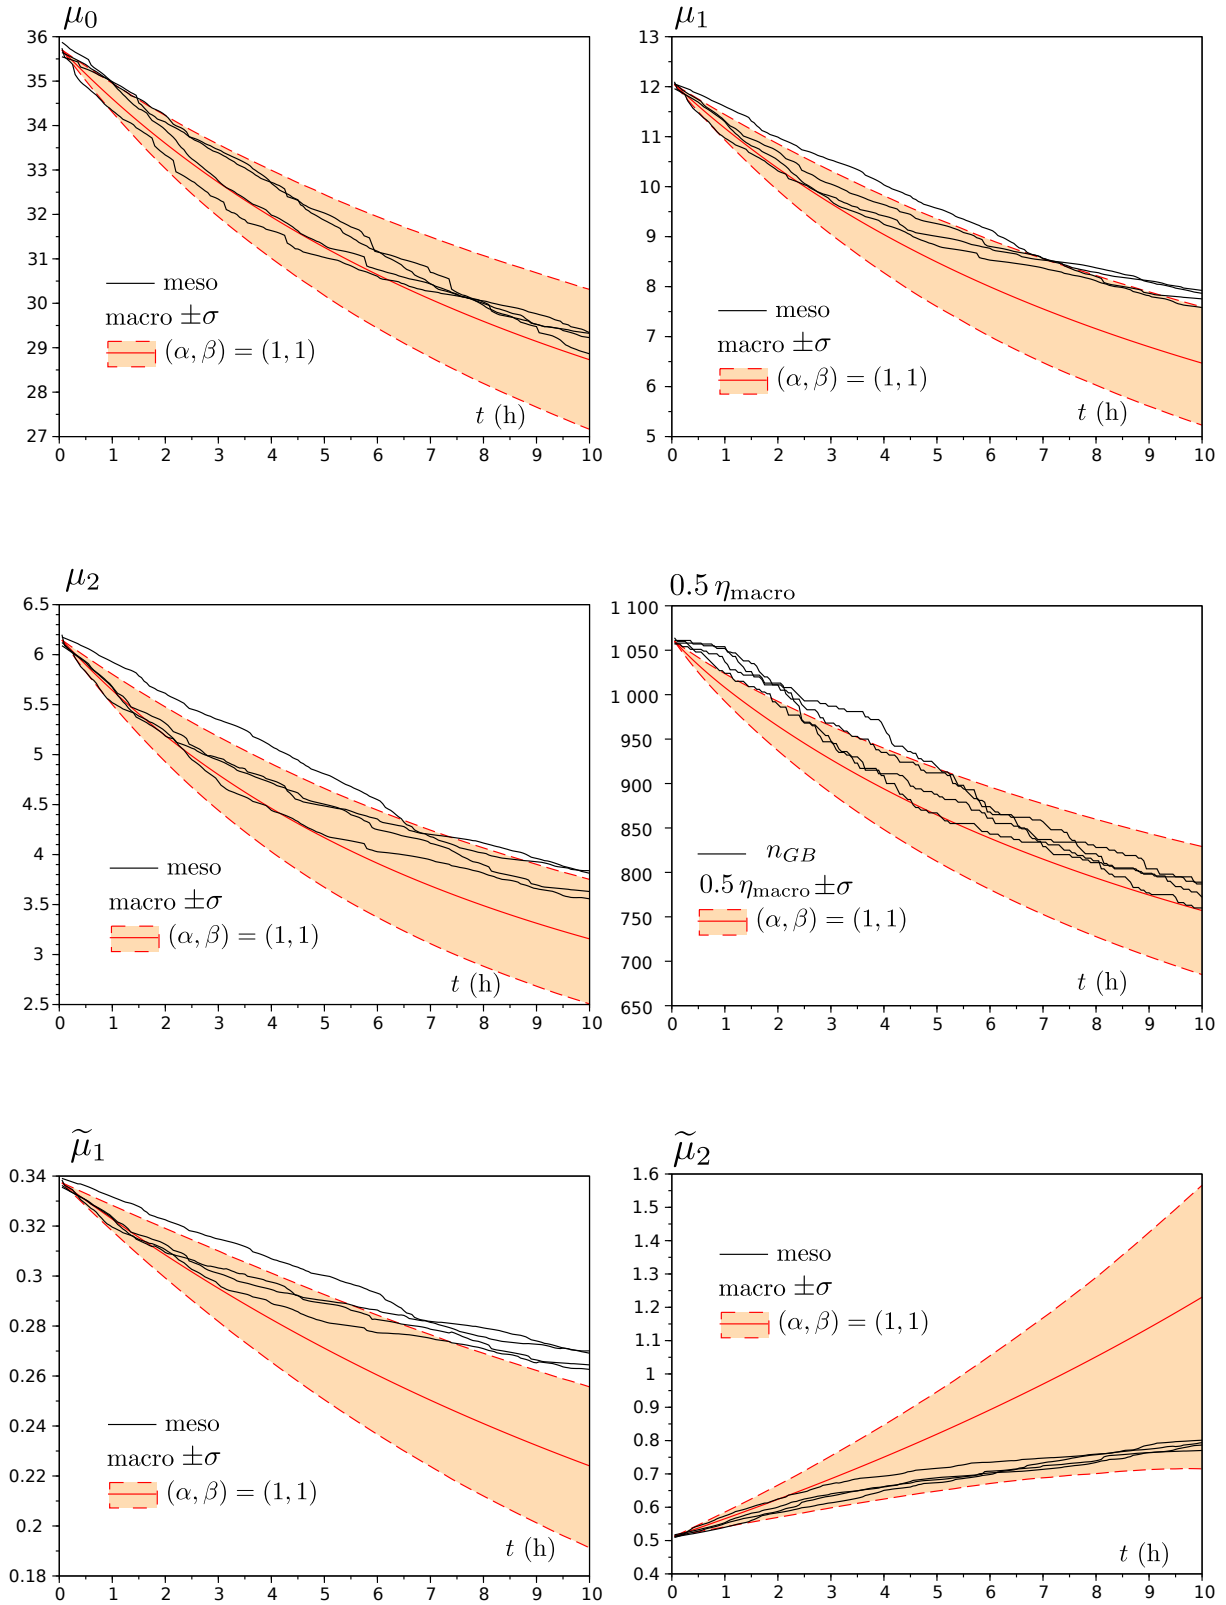 μ₀
36
35
34
33
32
31
30
29
28
27
meso
macro ±σ
(α, β) = (1, 1)
t (h)
0 1 2 3 4 5 6 7 8 9 10
μ₁
13
12
11
10
9
8
7
6
5
meso
macro ±σ
(α, β) = (1, 1)
t (h)
0 1 2 3 4 5 6 7 8 9 10
μ₂
6.5
6
5.5
5
4.5
4
3.5
3
2.5
meso
macro ±σ
(α, β) = (1, 1)
t (h)
0 1 2 3 4 5 6 7 8 9 10
0.5 η_macro
1 100
1 050
1 000
950
900
850
800
750
700
650
n_GB
0.5 η_macro ±σ
(α, β) = (1, 1)
t (h)
0 1 2 3 4 5 6 7 8 9 10
μ̃₁
0.34
0.32
0.3
0.28
0.26
0.24
0.22
0.2
0.18
meso
macro ±σ
(α, β) = (1, 1)
t (h)
0 1 2 3 4 5 6 7 8 9 10
μ̃₂
1.6
1.5
1.4
1.3
1.2
1.1
1
0.9
0.8
0.7
0.6
0.5
0.4
meso
macro ±σ
(α, β) = (1, 1)
t (h)
0 1 2 3 4 5 6 7 8 9 10